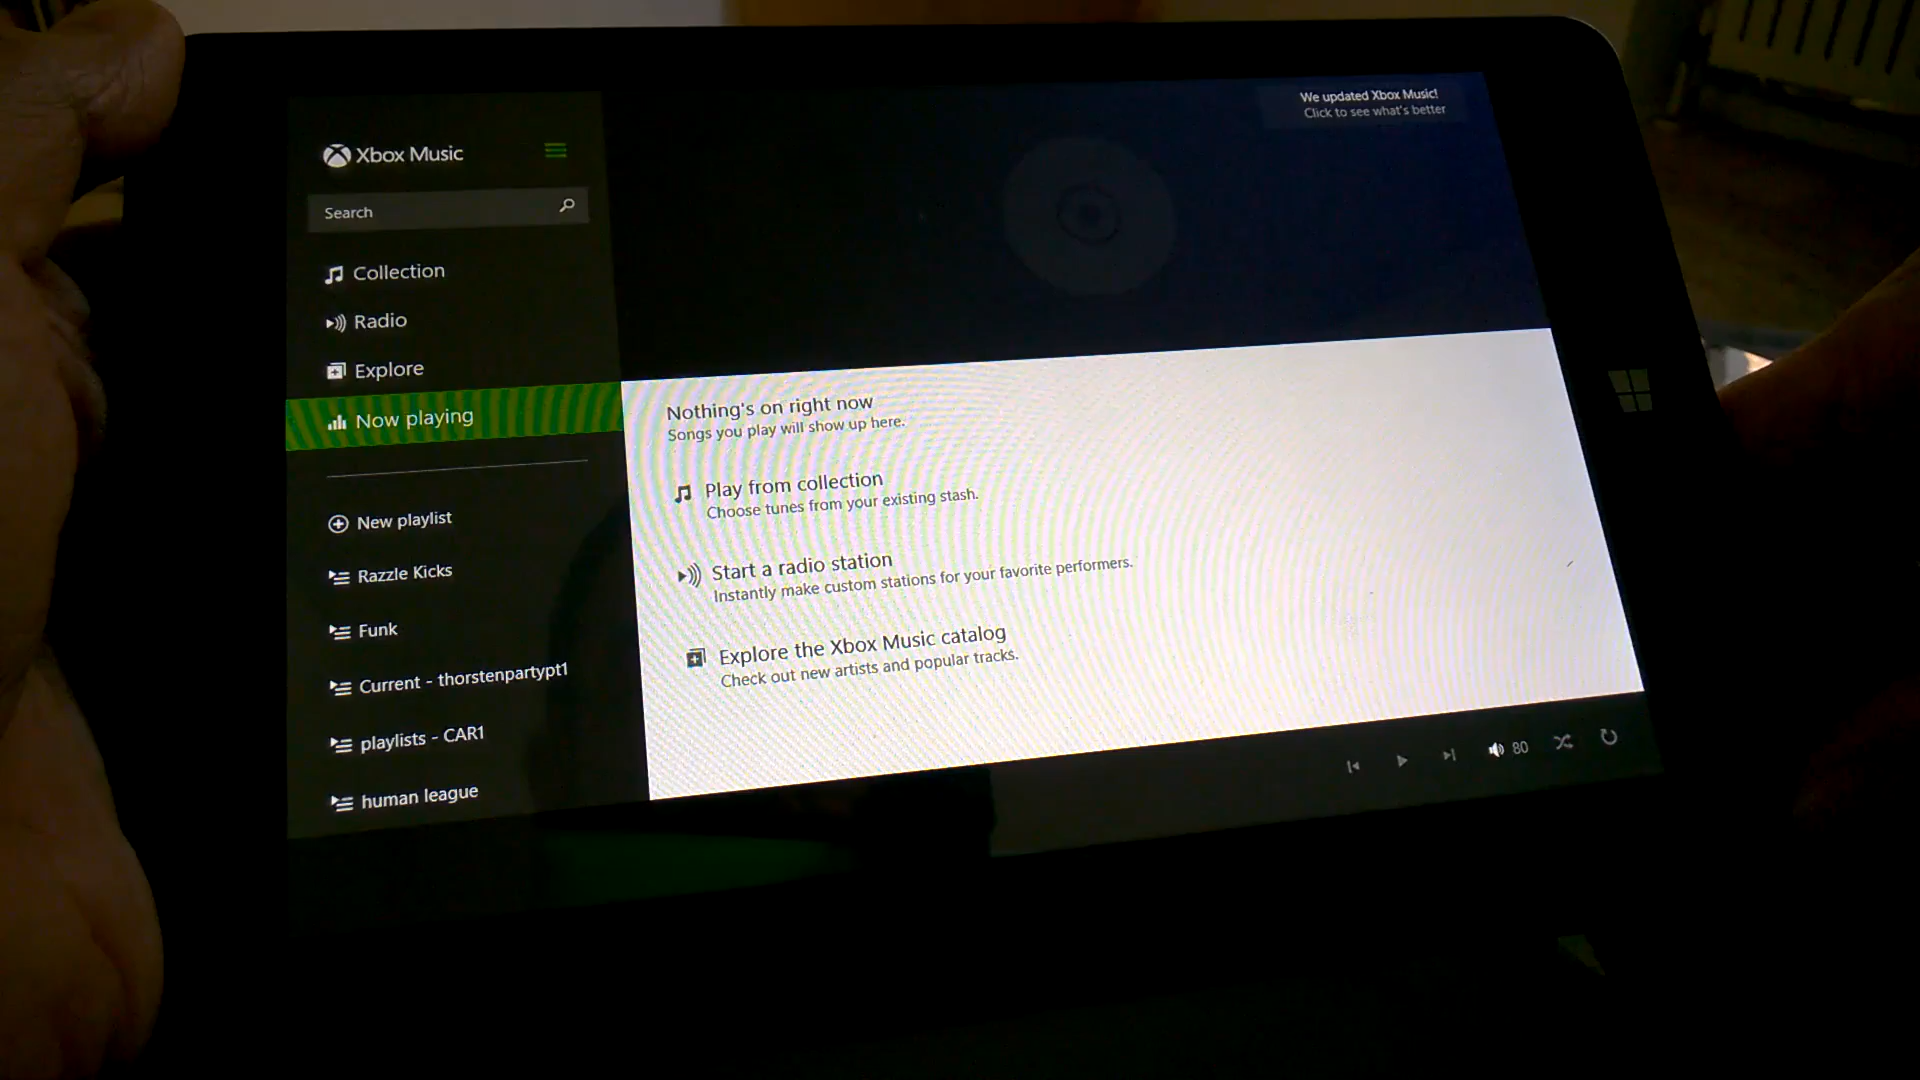 Xbox Music
Search
Collection
Radio
Explore
Now playing
New playlist
Razzle Kicks
Funk
Current - thorstenpartypt1
playlists - CAR1
human league
We updated Xbox Music!
Click to see what's better
Nothing's on right now
Songs you play will show up here.
Play from collection
Choose tunes from your existing stash.
Start a radio station
Instantly make custom stations for your favorite performers.
Explore the Xbox Music catalog
Check out new artists and popular tracks.
80